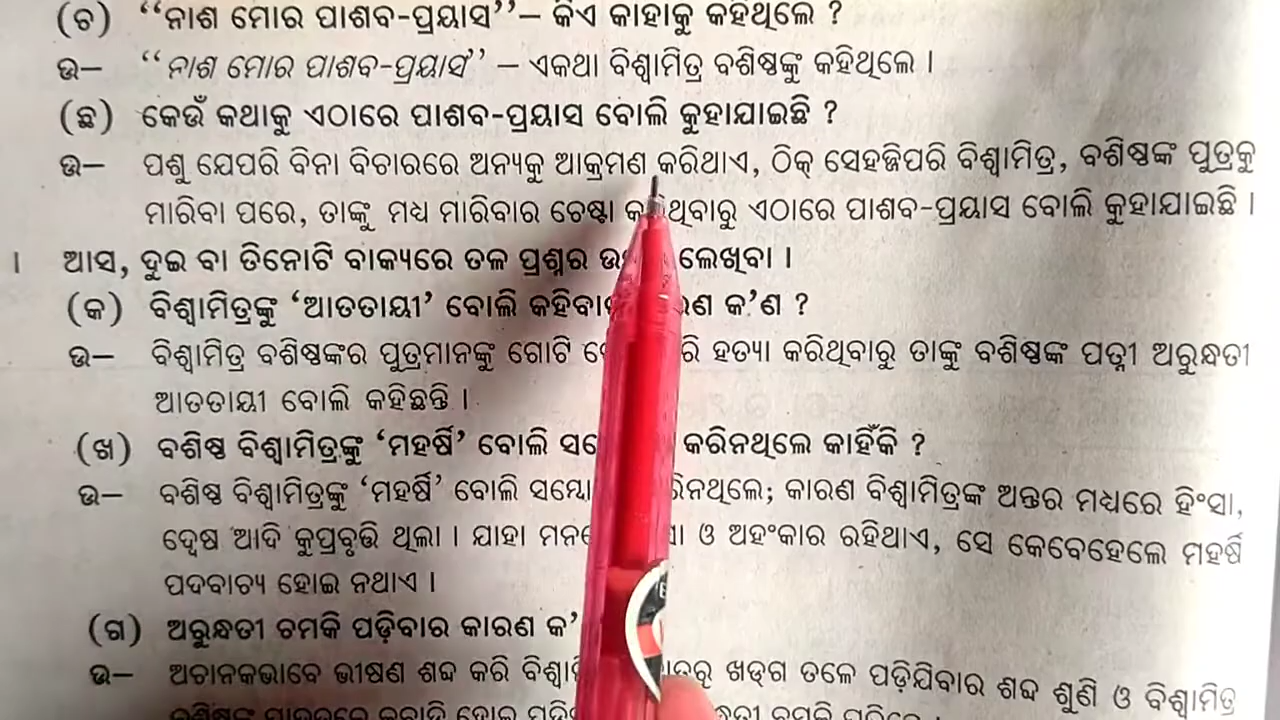 (ଚ) ‘‘ନାଶ ମୋର ପାଶବ-ପ୍ରୟାସ’’– କିଏ କାହାକୁ କହିଥିଲେ ?
ଉ– ‘‘ନାଶ ମୋର ପାଶବ-ପ୍ରୟାସ’’ – ଏକଥା ବିଶ୍ୱାମିତ୍ର ବଶିଷ୍ଠଙ୍କୁ କହିଥିଲେ ।
(ଛ) କେଉଁ କଥାକୁ ଏଠାରେ ପାଶବ-ପ୍ରୟାସ ବୋଲି କୁହାଯାଇଛି ?
ଉ– ପଶୁ ଯେପରି ବିନା ବିଚାରରେ ଅନ୍ୟକୁ ଆକ୍ରମଣ କରିଥାଏ, ଠିକ୍ ସେହଜ୍ଜିପରି ବିଶ୍ୱାମିତ୍ର, ବଶିଷ୍ଠଙ୍କ ପୁତ୍ରକୁ
ମାରିବା ପରେ, ତାଙ୍କୁ ମଧ୍ୟ ମାରିବାର ଚେଷ୍ଟା ଏଠାରେ ପାଶବ-ପ୍ରୟାସ ବୋଲି କୁହାଯାଇଛି ।
। ଆସ, ଦୁଇ ବା ତିନୋଟି ବାକ୍ୟରେ ତଳ ପ୍ରଶ୍ନର ଲେଖିବା ।
(କ) ବିଶ୍ୱାମିତ୍ରଙ୍କୁ ‘ଆତତାୟୀ’ ବୋଲି କ’ଣ ?
ଉ– ବିଶ୍ୱାମିତ୍ର ବଶିଷ୍ଠଙ୍କର ପୁତ୍ରମାନଙ୍କୁ ଗୋଟି ହତ୍ୟା କରିଥିବାରୁ ତାଙ୍କୁ ବଶିଷ୍ଠଙ୍କ ପତ୍ନୀ ଅରୁନ୍ଧତୀ
ଆତତାୟୀ ବୋଲି କହିଛନ୍ତି ।
(ଖ) ବଶିଷ୍ଠ ବିଶ୍ୱାମିତ୍ରଙ୍କୁ ‘ମହର୍ଷି’ ବୋଲି କରିନଥିଲେ କାହିଁକି ?
ଉ– ବଶିଷ୍ଠ ବିଶ୍ୱାମିତ୍ରଙ୍କୁ ‘ମହର୍ଷି’ ବୋଲି କାରଣ ବିଶ୍ୱାମିତ୍ରଙ୍କ ଅନ୍ତର ମଧ୍ୟରେ ହିଂସା,
ଦ୍ୱେଷ ଆଦି କୁପ୍ରବୃତ୍ତି ଥିଲା । ଯାହା ଓ ଅହଂକାର ରହିଥାଏ, ସେ କେବେହେଲେ ମହର୍ଷି
ପଦବାଚ୍ୟ ହୋଇ ନଥାଏ ।
(ଗ) ଅରୁନ୍ଧତୀ ଚମକି ପଡ଼ିବାର କାରଣ
ଉ– ଅଚାନକଭାବେ ଭୀଷଣ ଶବ୍ଦ କରି ଖଡ଼୍‌ଗ ତଳେ ପଡ଼ିଯିବାର ଶବ୍ଦ ଶୁଣି ଓ ବିଶ୍ୱାମିତ୍ର